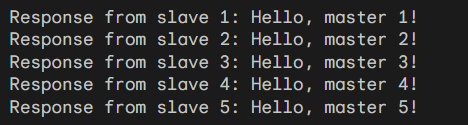 Response from slave 1: Hello, master 1!
Response from slave 2: Hello, master 2!
Response from slave 3: Hello, master 3!
Response from slave 4: Hello, master 4!
Response from slave 5: Hello, master 5!